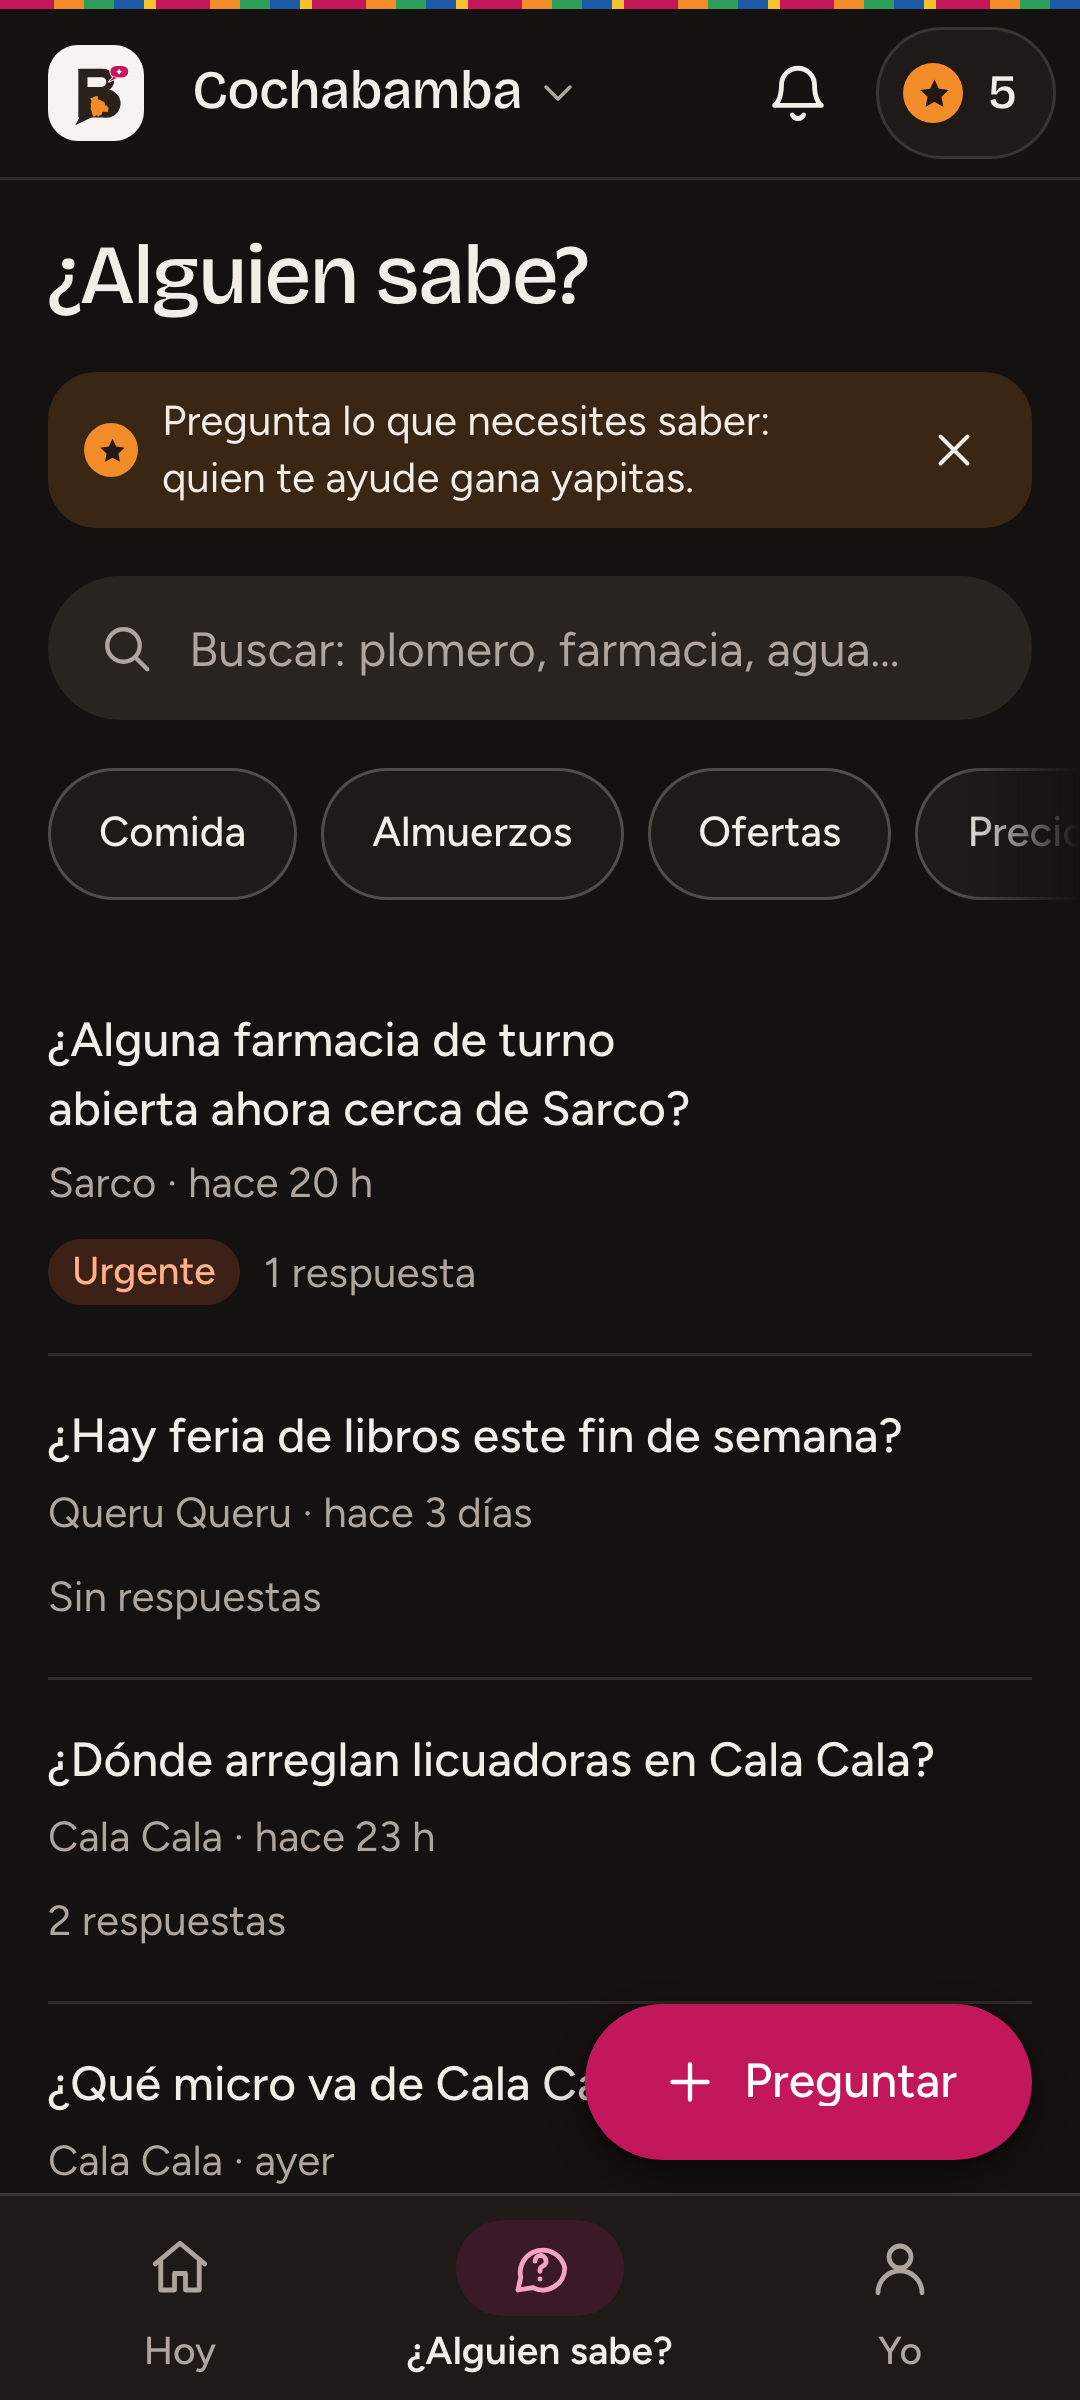 B
Cochabamba
5
¿Alguien sabe?
Pregunta lo que necesites saber:
quien te ayude gana yapitas.
Buscar: plomero, farmacia, agua...
Comida
Almuerzos
Ofertas
¿Alguna farmacia de turno
abierta ahora cerca de Sarco?
Sarco · hace 20 h
Urgente
1 respuesta
¿Hay feria de libros este fin de semana?
Queru Queru · hace 3 días
Sin respuestas
¿Dónde arreglan licuadoras en Cala Cala?
Cala Cala · hace 23 h
2 respuestas
¿Qué micro va de Cala
Cala Cala · ayer
+ Preguntar
Hoy
¿Alguien sabe?
Yo